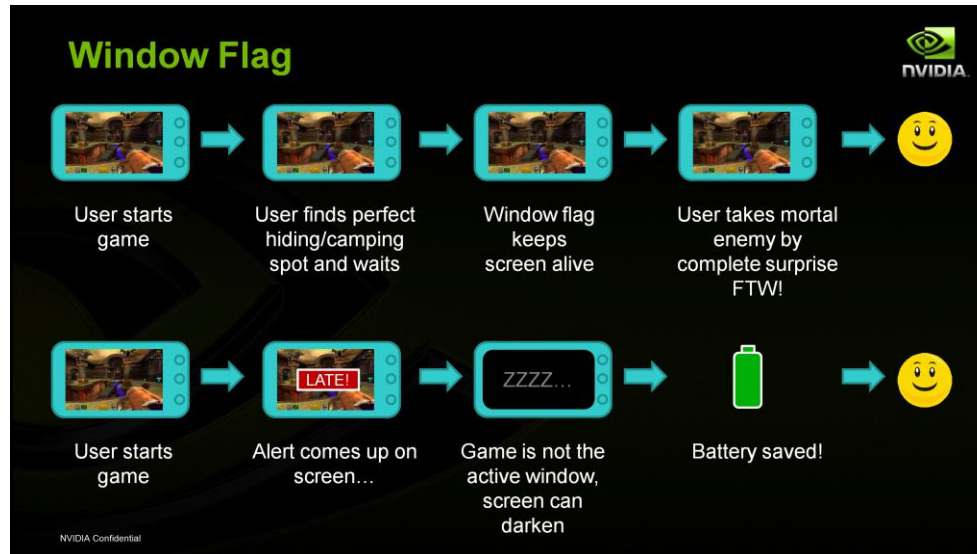 Window Flag
NVIDIA.
User starts
game
User finds perfect
hiding/camping
spot and waits
Window flag
keeps
screen alive
User takes mortal
enemy by
complete surprise
FTW!
LATE!
ZZZZ...
User starts
game
Alert comes up on
screen…
Game is not the
active window,
screen can
darken
Battery saved!
NVIDIA Confidential